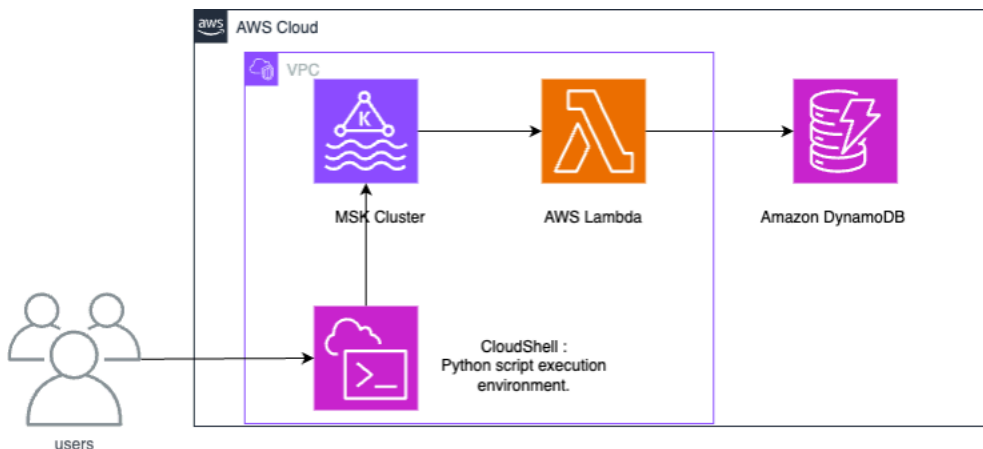 aws
AWS Cloud
VPC
K
MSK Cluster
AWS Lambda
Amazon DynamoDB
CloudShell :
Python script execution
environment.
users